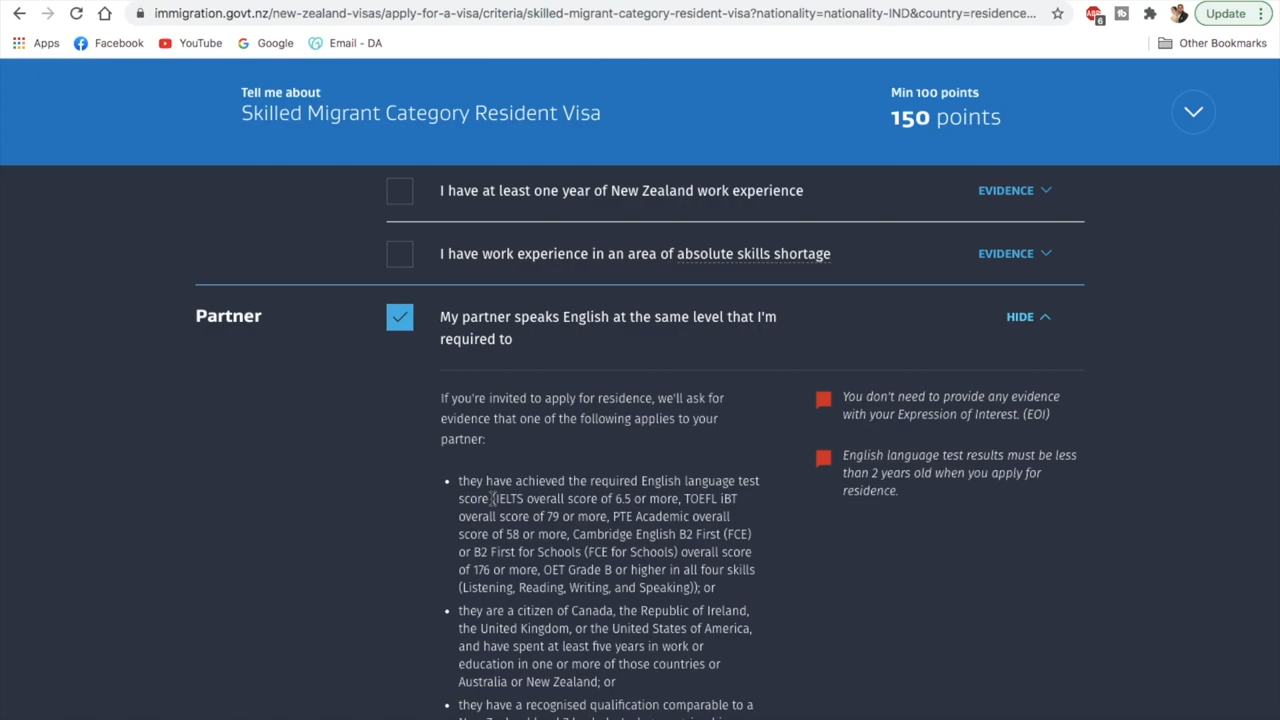 immigration.govt.nz/new-zealand-visas/apply-for-a-visa/criteria/skilled-migrant-category-resident-visa?nationality=nationality-IND&country=residence...
ABP
6
tb
Update
Apps
Facebook
YouTube
Google
Email - DA
Other Bookmarks
Tell me about
Skilled Migrant Category Resident Visa
Min 100 points
150 points
I have at least one year of New Zealand work experience
EVIDENCE
I have work experience in an area of absolute skills shortage
EVIDENCE
Partner
My partner speaks English at the same level that I'm
required to
HIDE
If you're invited to apply for residence, we'll ask for
evidence that one of the following applies to your
partner:
• they have achieved the required English language test
score (IELTS overall score of 6.5 or more, TOEFL iBT
overall score of 79 or more, PTE Academic overall
score of 58 or more, Cambridge English B2 First (FCE)
or B2 First for Schools (FCE for Schools) overall score
of 176 or more, OET Grade B or higher in all four skills
(Listening, Reading, Writing, and Speaking)); or
• they are a citizen of Canada, the Republic of Ireland,
the United Kingdom, or the United States of America,
and have spent at least five years in work or
education in one or more of those countries or
Australia or New Zealand; or
• they have a recognised qualification comparable to a
You don't need to provide any evidence
with your Expression of Interest. (EOI)
English language test results must be less
than 2 years old when you apply for
residence.